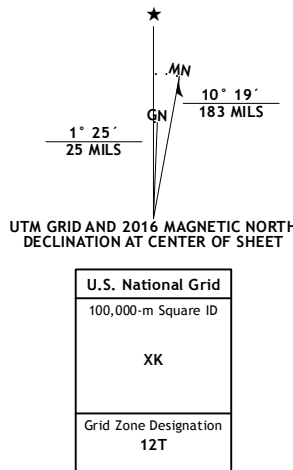 MN
GN
10° 19´
183 MILS
1° 25´
25 MILS
UTM GRID AND 2016 MAGNETIC NORTH
DECLINATION AT CENTER OF SHEET
U.S. National Grid
100,000-m Square ID
XK
Grid Zone Designation
12T